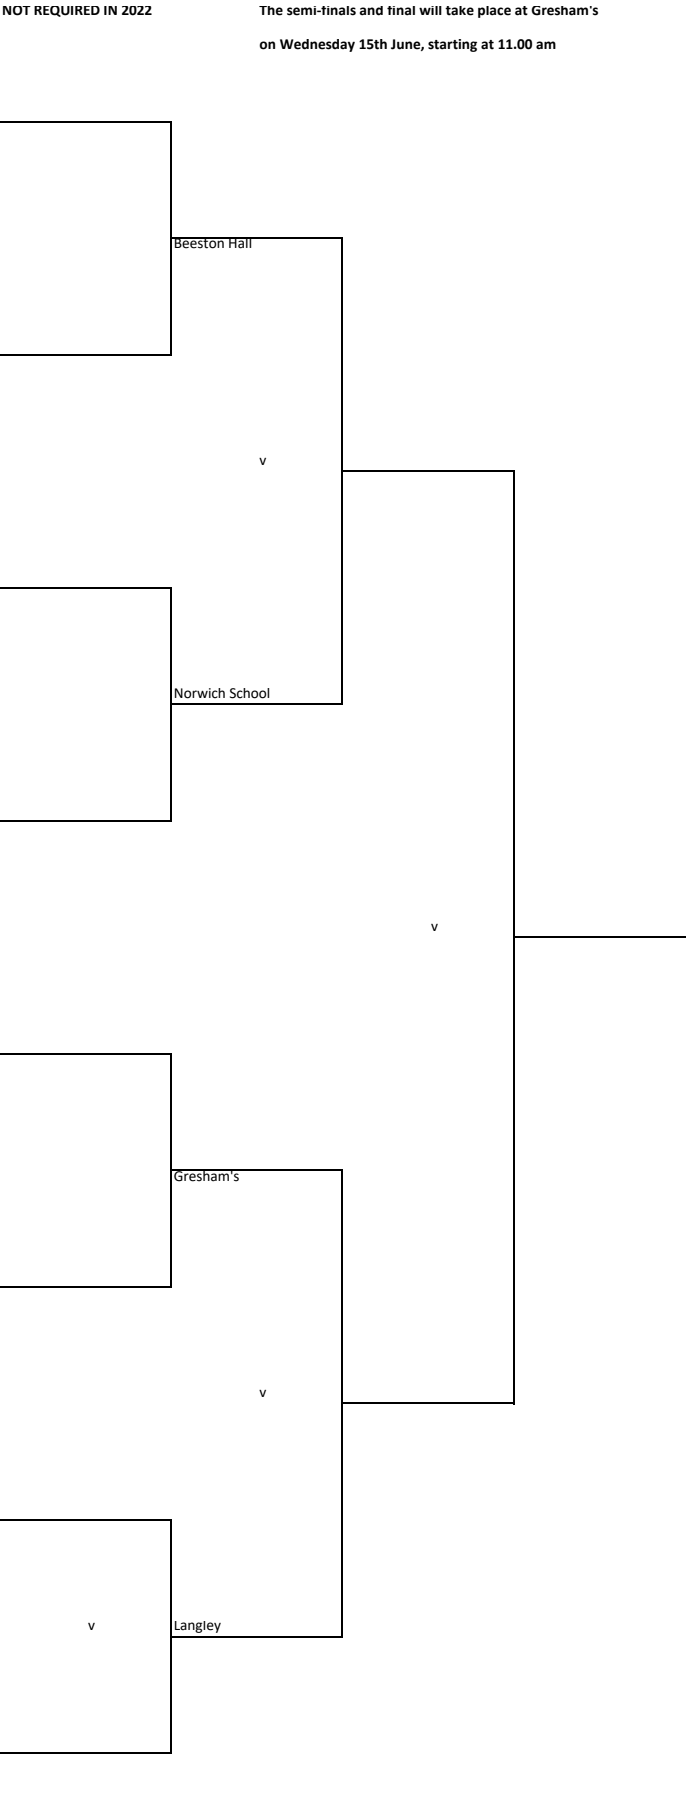 NOT REQUIRED IN 2022
The semi-finals and final will take place at Gresham's
on Wednesday 15th June, starting at 11.00 am
Beeston Hall
v
Norwich School
v
Gresham's
v
v
Langley